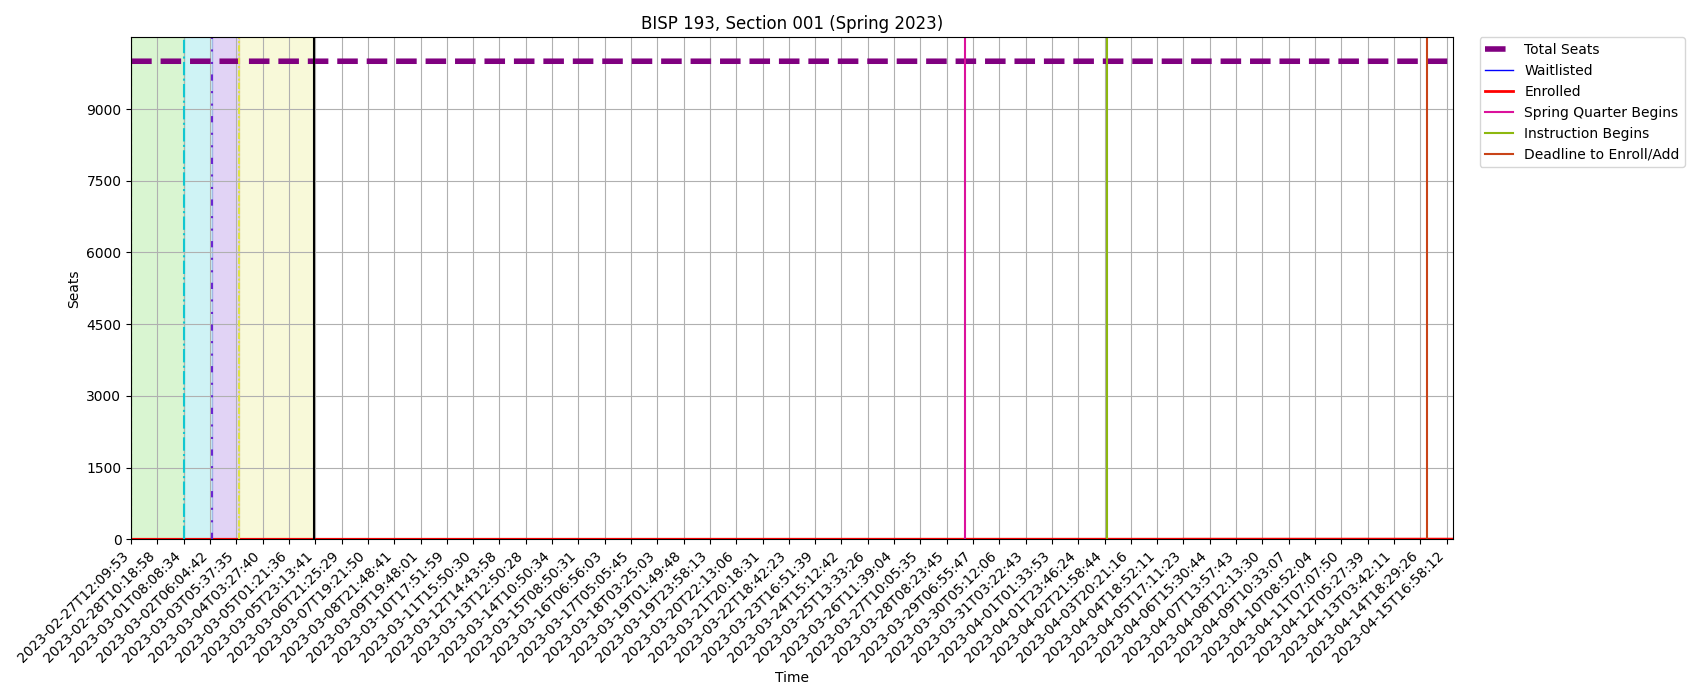 BISP 193, Section 001 (Spring 2023)
Total Seats
Waitlisted
Enrolled
Spring Quarter Begins
Instruction Begins
Deadline to Enroll/Add
Seats
9000
7500
6000
4500
3000
1500
0
2023-02-27T12:09:53
2023-02-28T10:18:58
2023-03-01T08:08:34
2023-03-02T06:04:42
2023-03-03T05:37:35
2023-03-04T03:27:40
2023-03-05T01:21:36
2023-03-05T23:13:41
2023-03-06T21:25:29
2023-03-07T19:21:50
2023-03-08T21:48:41
2023-03-09T19:48:01
2023-03-10T17:51:59
2023-03-11T15:50:30
2023-03-12T14:43:58
2023-03-13T12:50:28
2023-03-14T10:50:34
2023-03-15T08:50:31
2023-03-16T06:56:03
2023-03-17T05:05:45
2023-03-18T03:25:03
2023-03-19T01:49:48
2023-03-19T23:58:13
2023-03-20T22:13:06
2023-03-21T20:18:31
2023-03-22T18:42:23
2023-03-23T16:51:39
2023-03-24T15:12:42
2023-03-25T13:33:26
2023-03-26T11:39:04
2023-03-27T10:05:35
2023-03-28T08:23:45
2023-03-29T06:55:47
2023-03-30T05:12:06
2023-03-31T03:22:43
2023-04-01T01:33:53
2023-04-01T23:46:24
2023-04-02T21:58:44
2023-04-03T20:21:16
2023-04-04T18:52:11
2023-04-05T17:11:23
2023-04-06T15:30:44
2023-04-07T13:57:43
2023-04-08T12:13:30
2023-04-09T10:33:07
2023-04-10T08:52:04
2023-04-11T07:07:50
2023-04-12T05:27:39
2023-04-13T03:42:11
2023-04-14T18:29:26
2023-04-15T16:58:12
Time